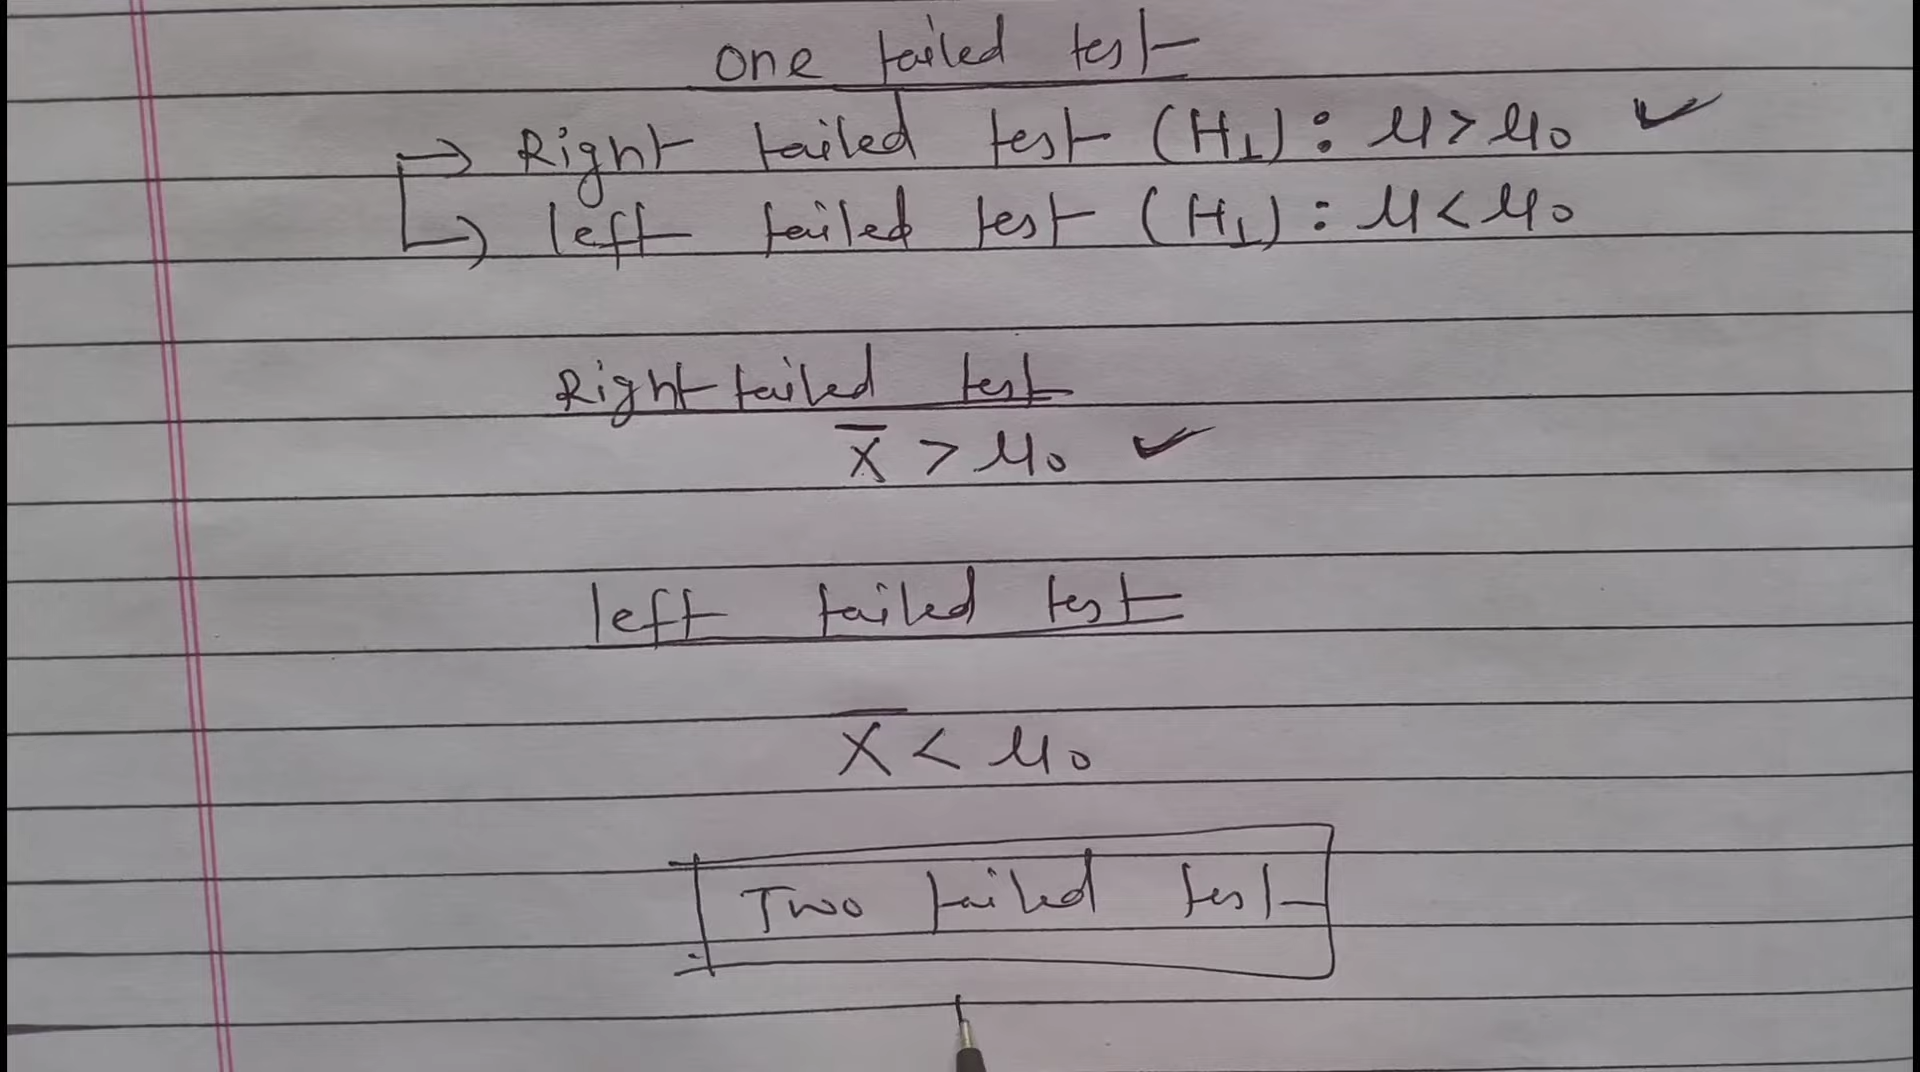 One tailed test
→ Right tailed test (H₁): μ > μ₀ ✓
→ left tailed test (H₁): μ < μ₀
Right tailed test
x̄ > μ₀ ✓
left tailed test
X̄ < μ₀
Two tailed test